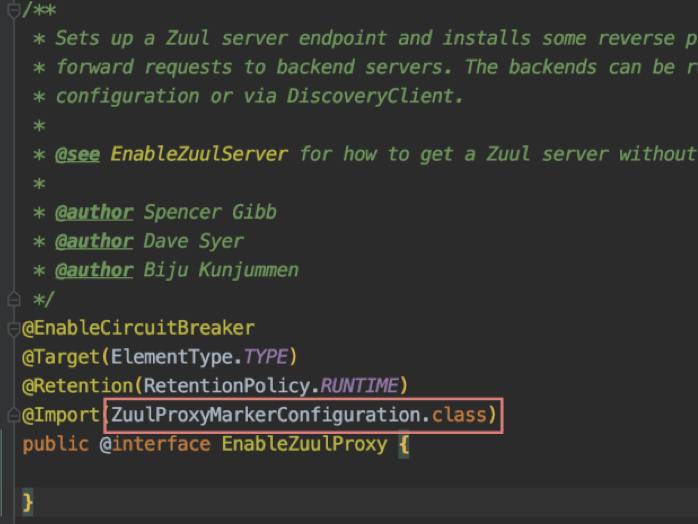 /**
* Sets up a Zuul server endpoint and installs some reverse p
* forward requests to backend servers. The backends can be r
* configuration or via DiscoveryClient.
*
* @see EnableZuulServer for how to get a Zuul server without
*
* @author Spencer Gibb
* @author Dave Syer
* @author Biju Kunjummen
*/
@EnableCircuitBreaker
@Target(ElementType.TYPE)
@Retention(RetentionPolicy.RUNTIME)
@Import(ZuulProxyMarkerConfiguration.class)
public @interface EnableZuulProxy {
}